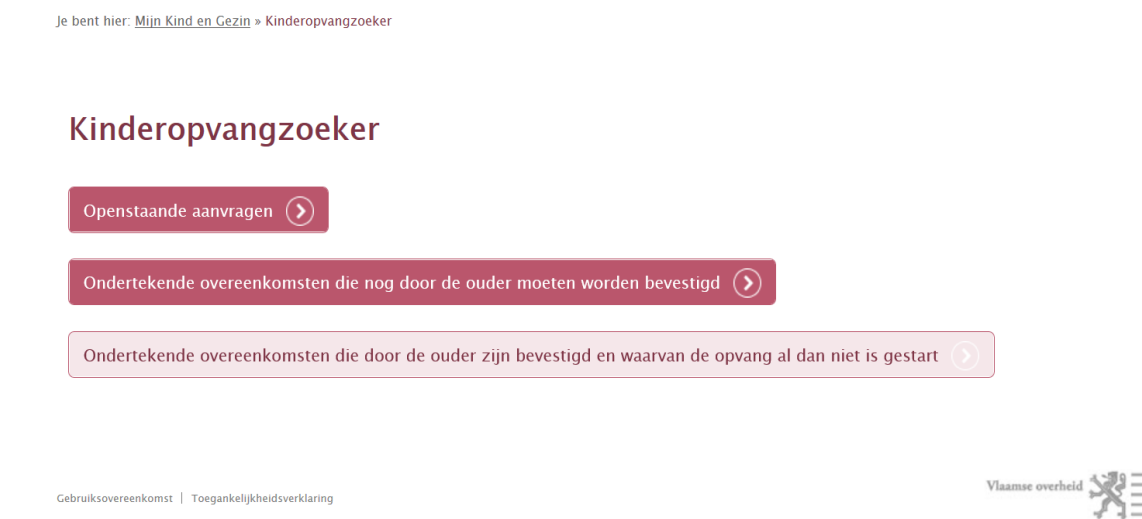 Je bent hier: Mijn Kind en Gezin » Kinderopvangzoeker
Kinderopvangzoeker
Openstaande aanvragen
Ondertekende overeenkomsten die nog door de ouder moeten worden bevestigd
Ondertekende overeenkomsten die door de ouder zijn bevestigd en waarvan de opvang al dan niet is gestart
Gebruiksovereenkomst | Toegankelijkheidsverklaring
Vlaamse overheid